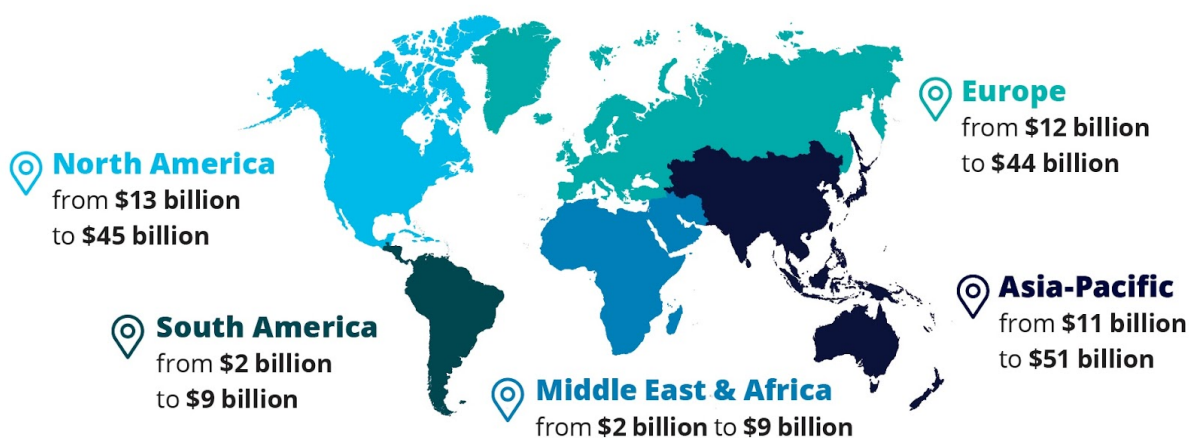 North America
from $13 billion
to $45 billion
South America
from $2 billion
to $9 billion
Middle East & Africa
from $2 billion to $9 billion
Europe
from $12 billion
to $44 billion
Asia-Pacific
from $11 billion
to $51 billion